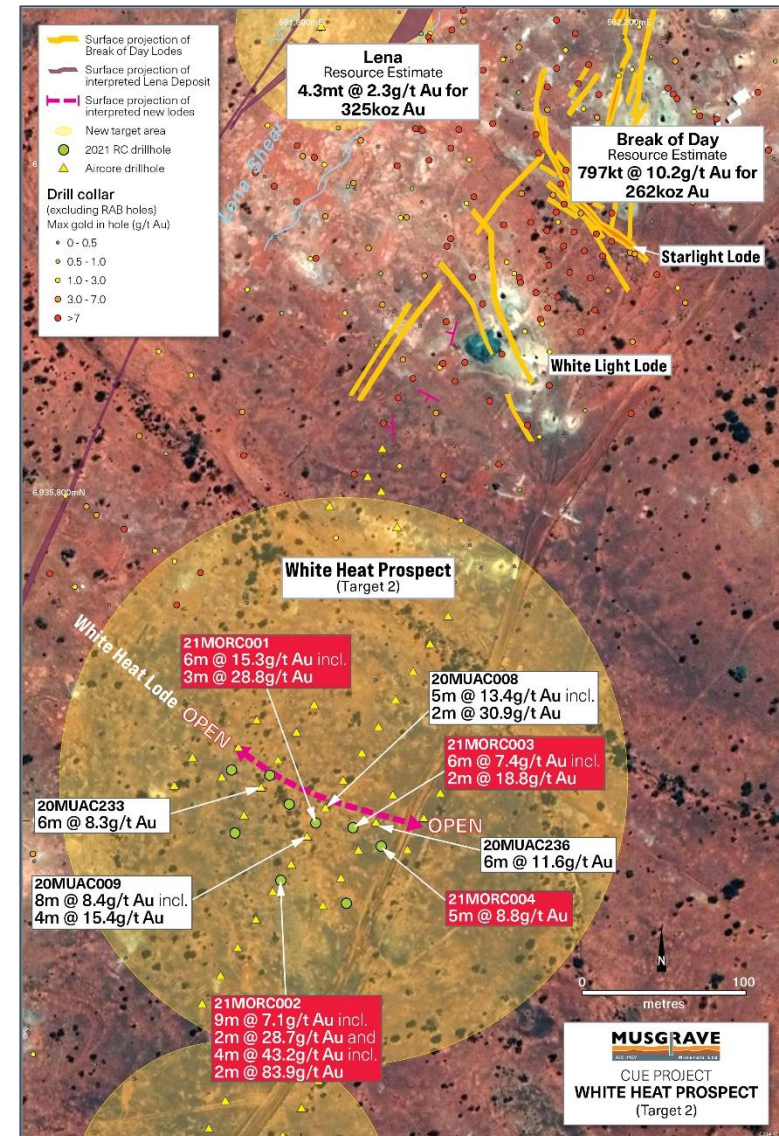 581,800mE
582,200mE
Surface projection of
Break of Day Lodes
Surface projection of
interpreted Lena Deposit
Surface projection of
interpreted new lodes
New target area
2021 RC drillhole
Aircore drillhole
Drill collar
(excluding RAB holes)
Max gold in hole (g/t Au)
0 - 0.5
0.5 - 1.0
1.0 - 3.0
3.0 - 7.0
>7
Lena
Resource Estimate
4.3mt @ 2.3g/t Au for
325koz Au
Lena Shear
Break of Day
Resource Estimate
797kt @ 10.2g/t Au for
262koz Au
Starlight Lode
White Light Lode
6,935,800mN
White Heat Prospect
(Target 2)
White Heat Lode
OPEN
21MORC001
6m @ 15.3g/t Au incl.
3m @ 28.8g/t Au
20MUAC008
5m @ 13.4g/t Au incl.
2m @ 30.9g/t Au
21MORC003
6m @ 7.4g/t Au incl.
2m @ 18.8g/t Au
20MUAC233
6m @ 8.3g/t Au
OPEN
20MUAC236
6m @ 11.6g/t Au
20MUAC009
8m @ 8.4g/t Au incl.
4m @ 15.4g/t Au
21MORC004
5m @ 8.8g/t Au
21MORC002
9m @ 7.1g/t Au incl.
2m @ 28.7g/t Au and
4m @ 43.2g/t Au incl.
2m @ 83.9g/t Au
N
0 100
metres
MUSGRAVE
Minerals Ltd
CUE PROJECT
WHITE HEAT PROSPECT
(Target 2)